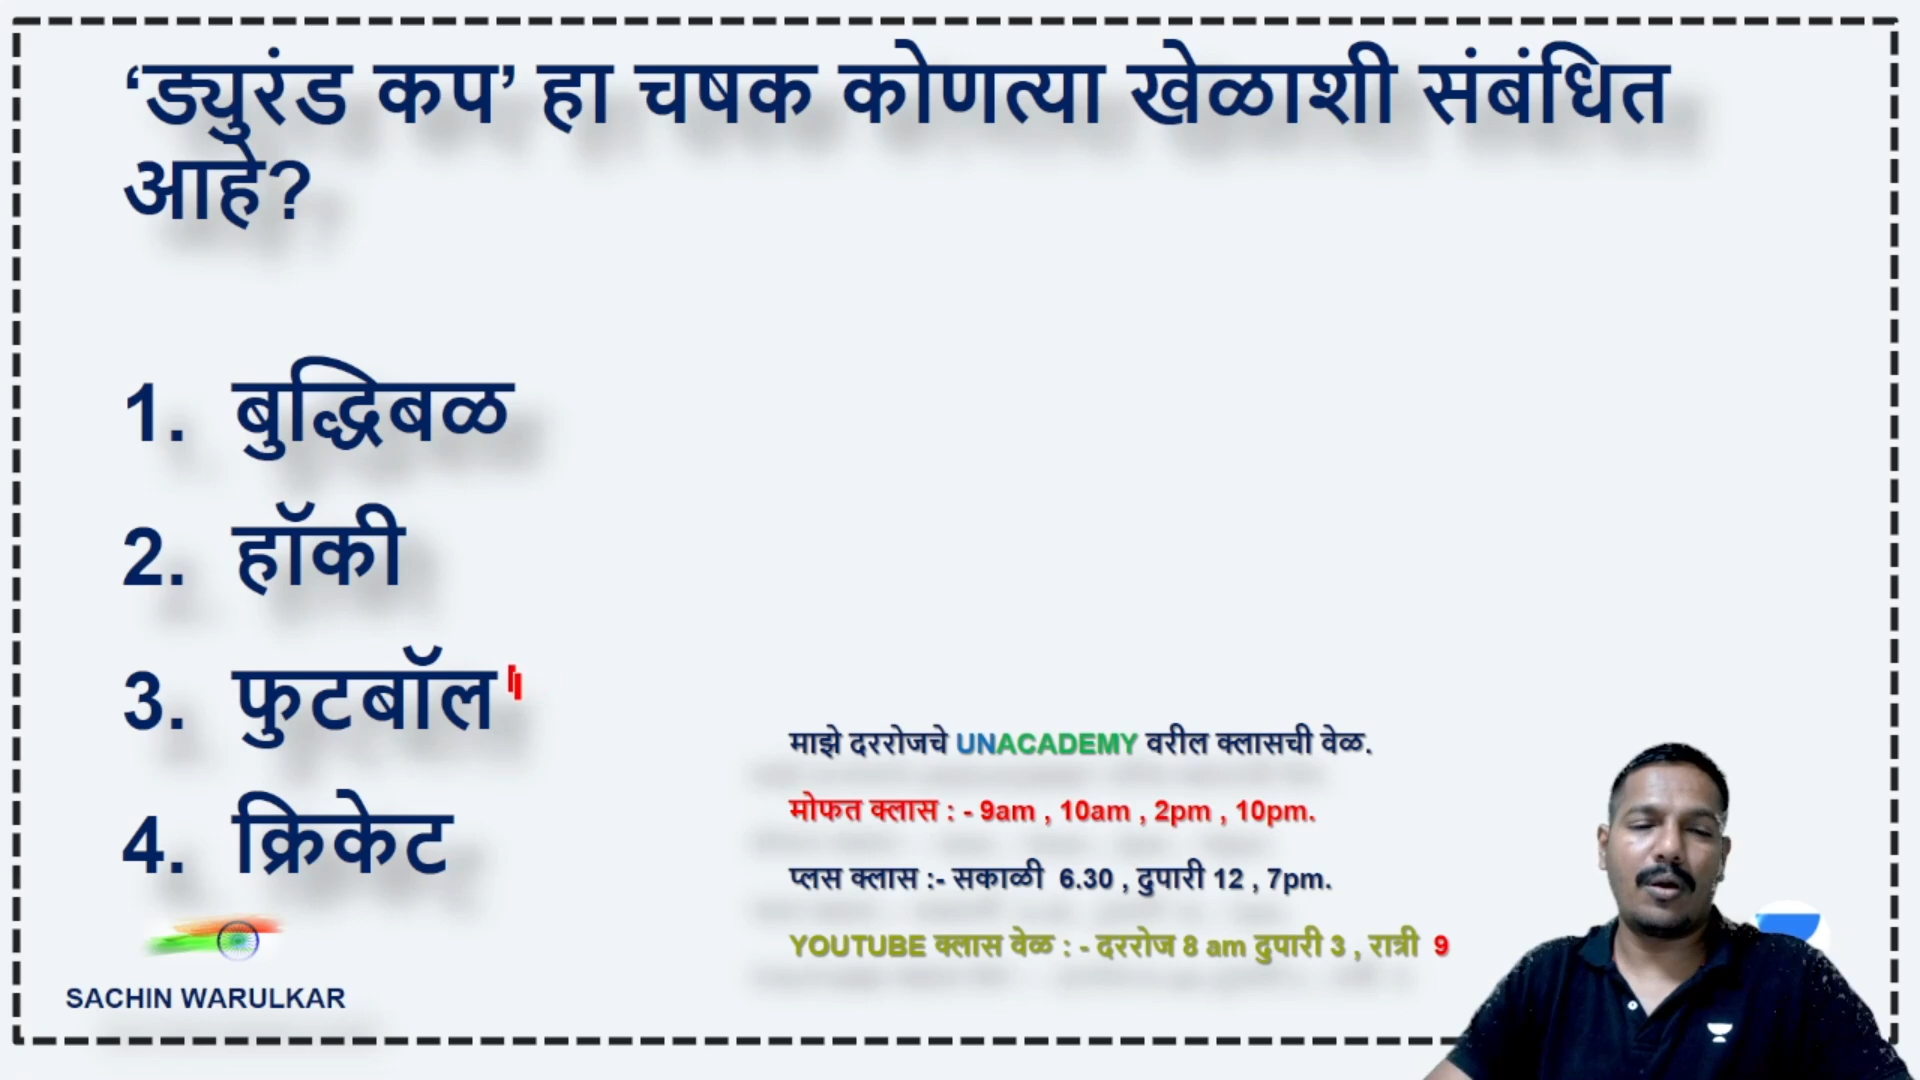 ‘ड्युरंड कप’ हा चषक कोणत्या खेळाशी संबंधित
आहे?
1. बुद्धिबळ
2. हॉकी
3. फुटबॉल
4. क्रिकेट
माझे दररोजचे UNACADEMY वरील क्लासची वेळ.
मोफत क्लास : - 9am , 10am , 2pm , 10pm.
प्लस क्लास :- सकाळी 6.30 , दुपारी 12 , 7pm.
YOUTUBE क्लास वेळ : - दररोज 8 am दुपारी 3 , रात्री 9
SACHIN WARULKAR